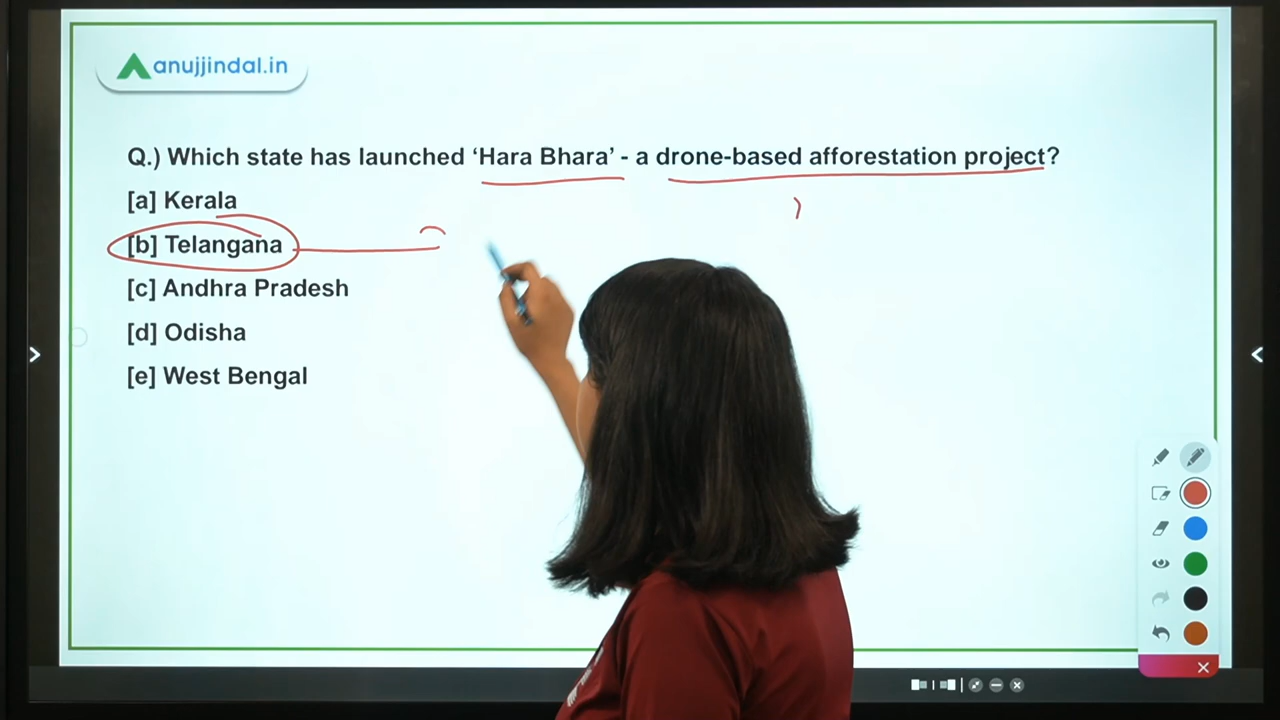 anujjindal.in
Q.) Which state has launched ‘Hara Bhara’ - a drone-based afforestation project?
[a] Kerala
[b] Telangana
[c] Andhra Pradesh
[d] Odisha
[e] West Bengal